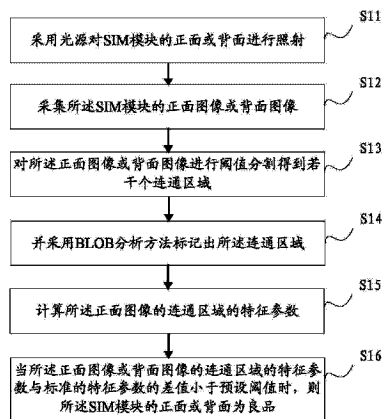 S11
采用光源对SIM模块的正面或背面进行照射
S12
采集所述SIM模块的正面图像或背面图像
S13
对所述正面图像或背面图像进行阈值分割得到若
干个连通区域
S14
并采用BLOB分析方法标记出所述连通区域
S15
计算所述正面图像的连通区域的特征参数
S16
当所述正面图像或背面图像的连通区域的特征参
数与标准的特征参数的差值小于预设阈值时，则
所述SIM模块的正面或背面为良品